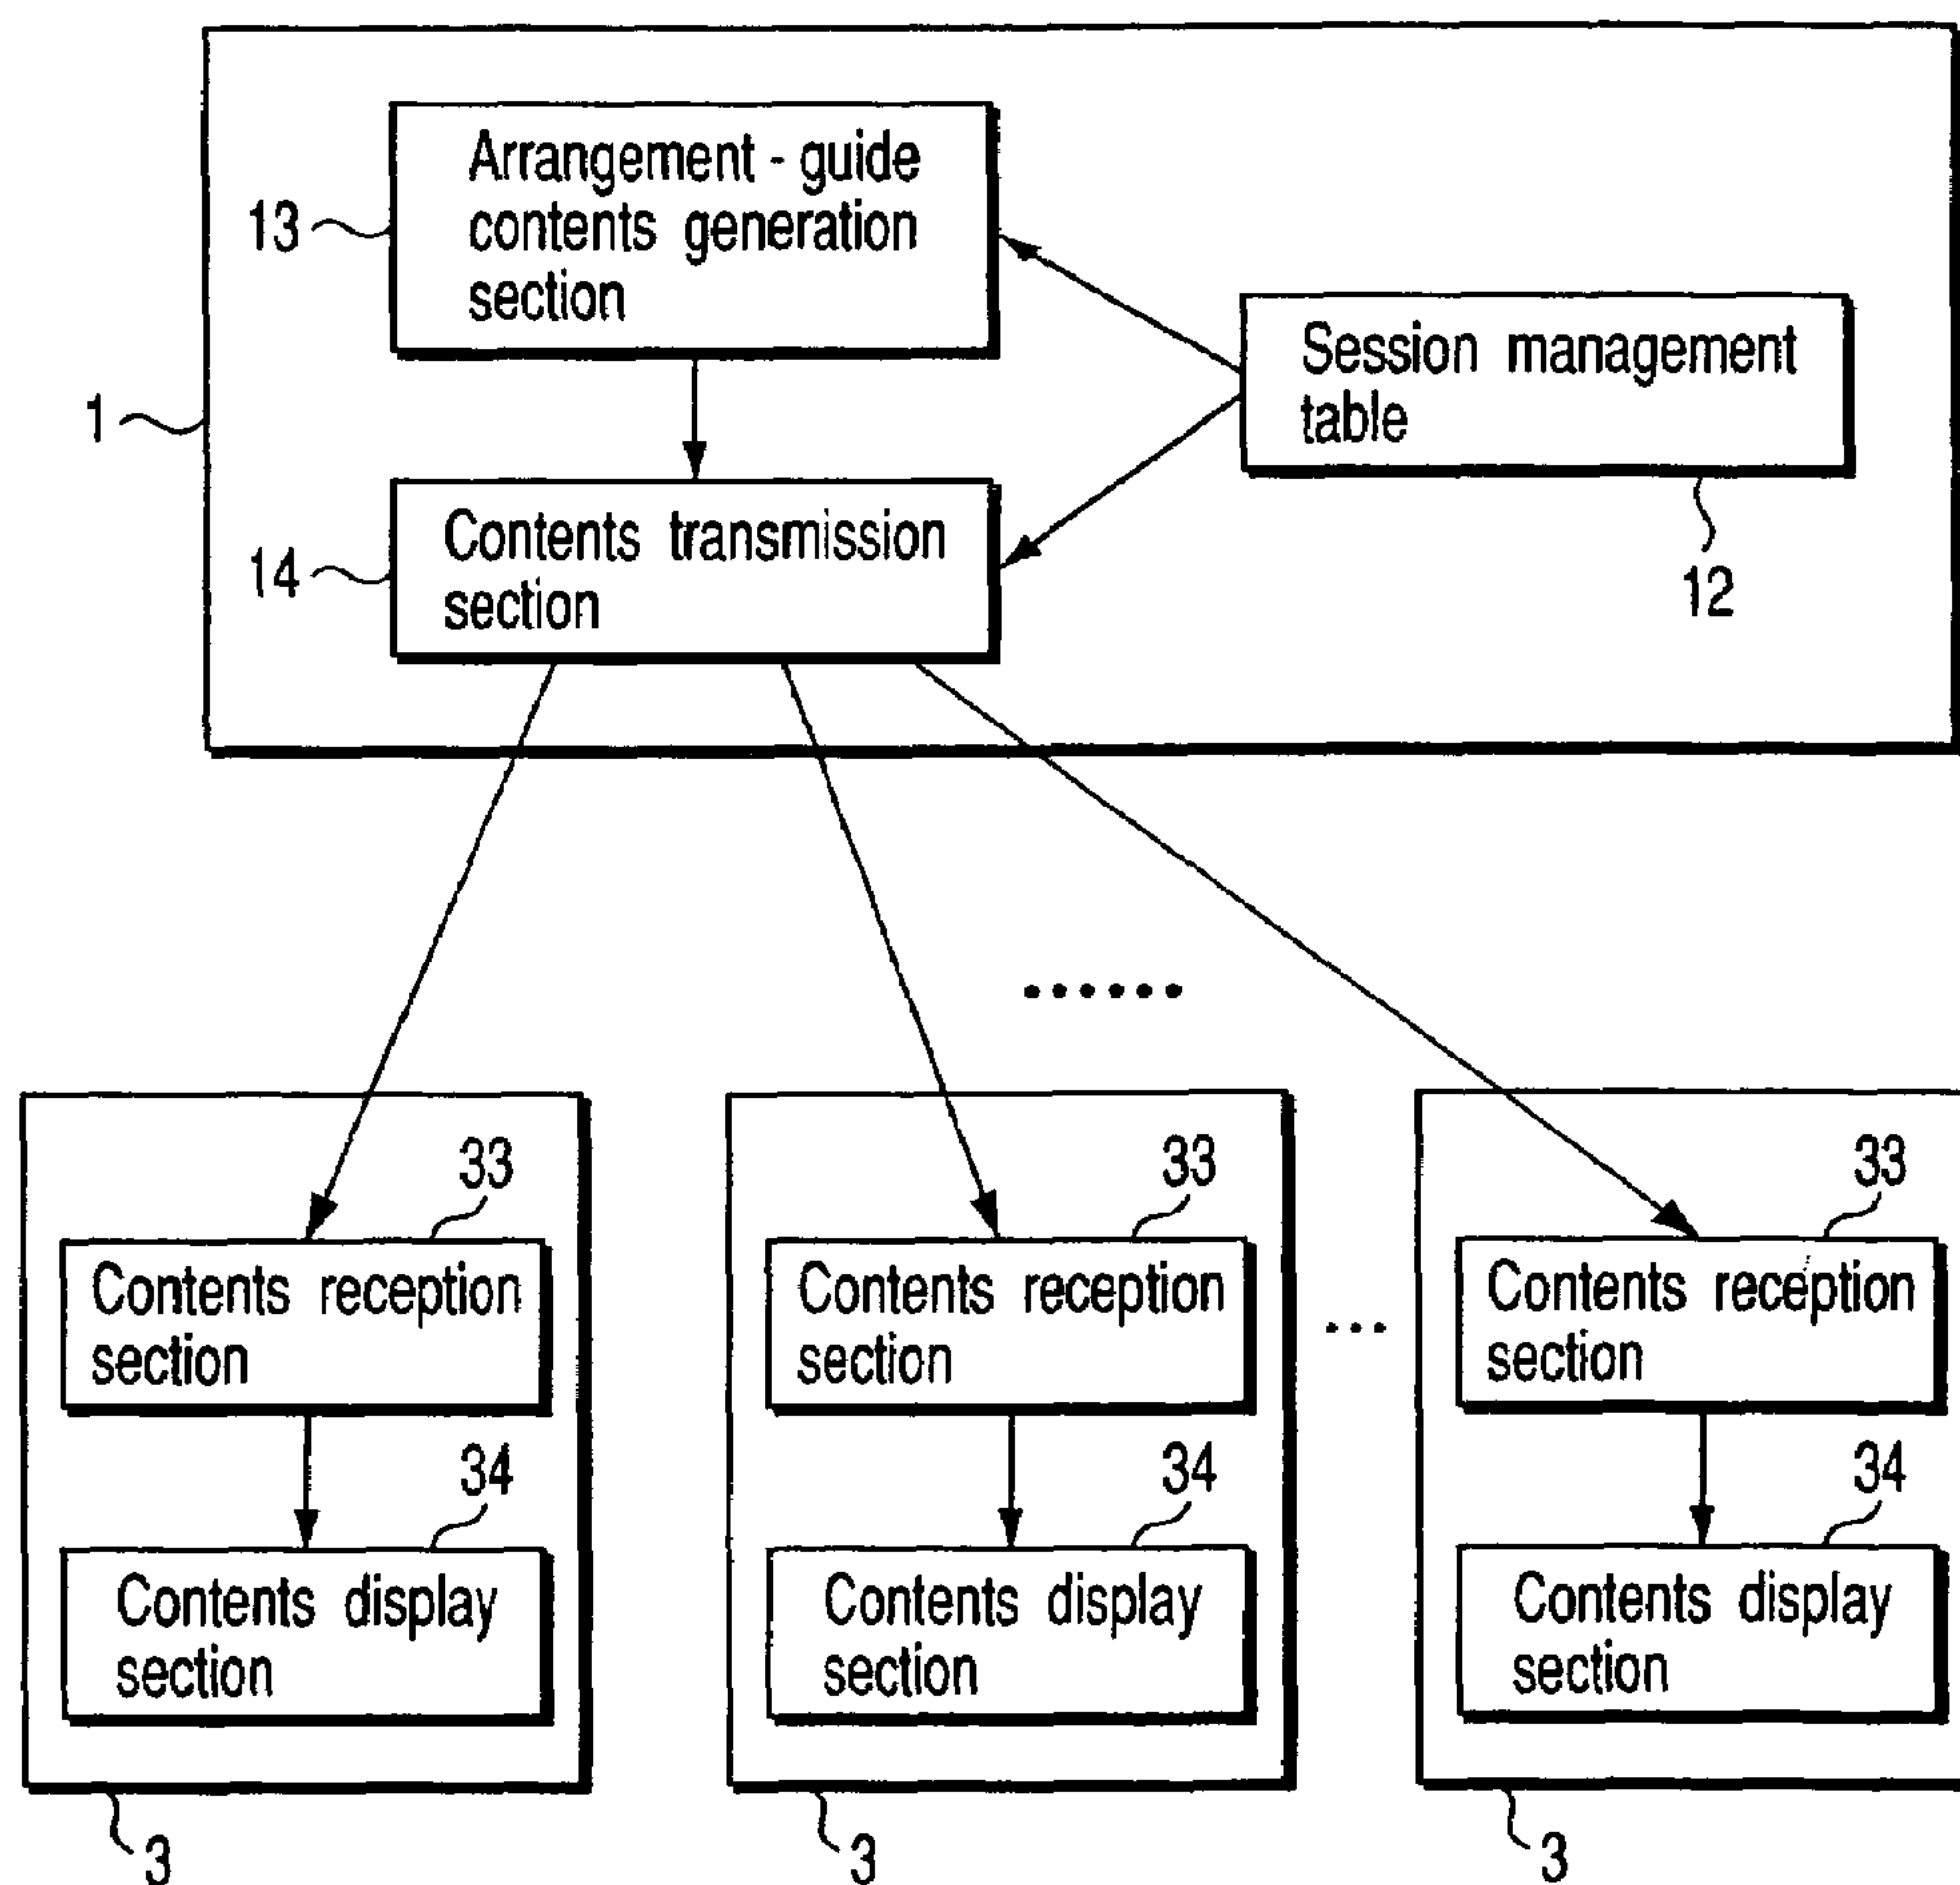 Arrangement - guide
contents generation
section
13
Session management
table
1
Contents transmission
section
14
12
......
33
33
33
Contents reception
section
Contents reception
section
...
Contents reception
section
34
34
34
Contents display
section
Contents display
section
Contents display
section
3
3
3